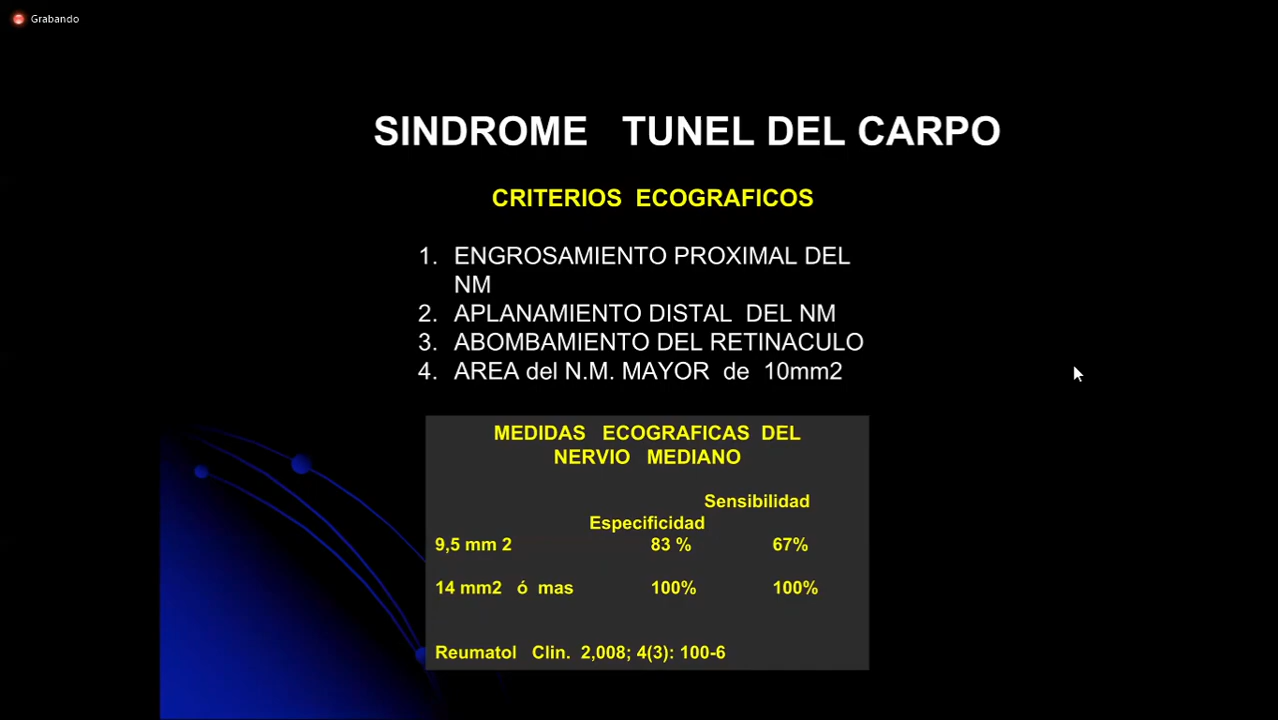 Grabando
SINDROME TUNEL DEL CARPO
CRITERIOS ECOGRAFICOS
1. ENGROSAMIENTO PROXIMAL DEL
NM
2. APLANAMIENTO DISTAL DEL NM
3. ABOMBAMIENTO DEL RETINACULO
4. AREA del N.M. MAYOR de 10mm2
MEDIDAS ECOGRAFICAS DEL
NERVIO MEDIANO
Sensibilidad
Especificidad
9,5 mm 2 83 % 67%
14 mm2 ó mas 100% 100%
Reumatol Clin. 2,008; 4(3): 100-6